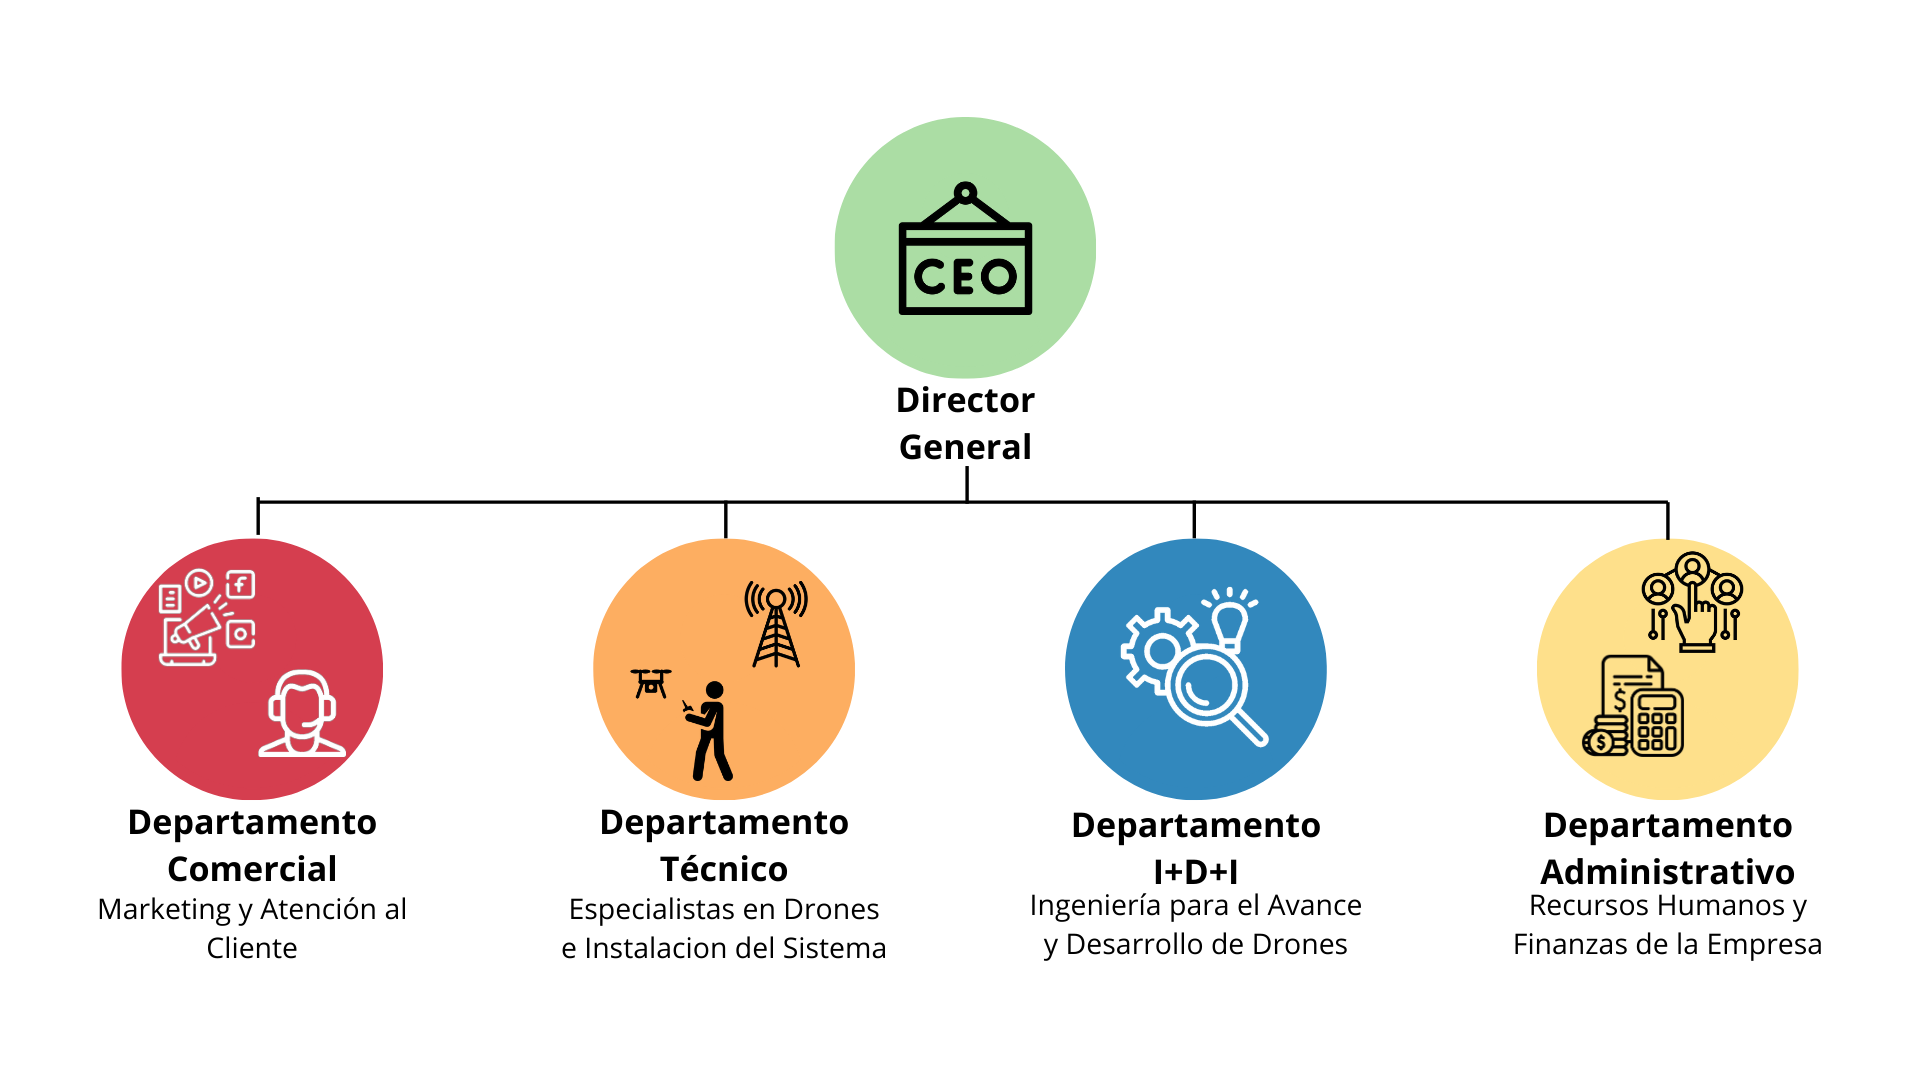 CEO
Director
General
Departamento
Comercial
Marketing y Atención al
Cliente
Departamento
Técnico
Especialistas en Drones
e Instalacion del Sistema
Departamento
I+D+I
Ingeniería para el Avance
y Desarrollo de Drones
Departamento
Administrativo
Recursos Humanos y
Finanzas de la Empresa